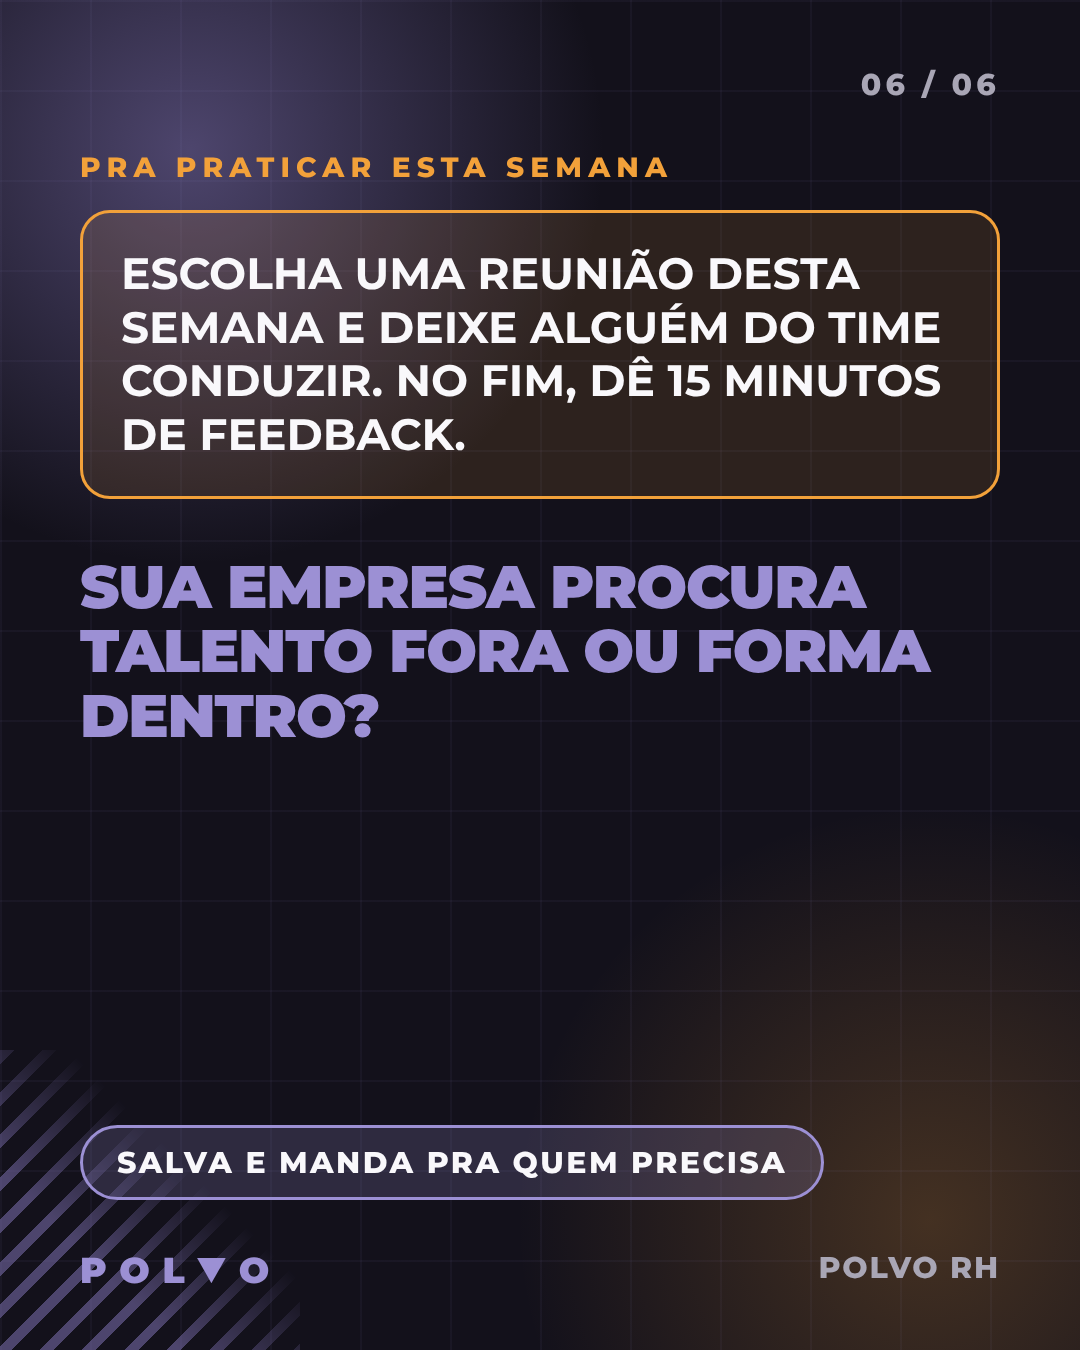 06 / 06
PRA PRATICAR ESTA SEMANA
ESCOLHA UMA REUNIÃO DESTA
SEMANA E DEIXE ALGUÉM DO TIME
CONDUZIR. NO FIM, DÊ 15 MINUTOS
DE FEEDBACK.
SUA EMPRESA PROCURA
TALENTO FORA OU FORMA
DENTRO?
SALVA E MANDA PRA QUEM PRECISA
POL▼O
POLVO RH